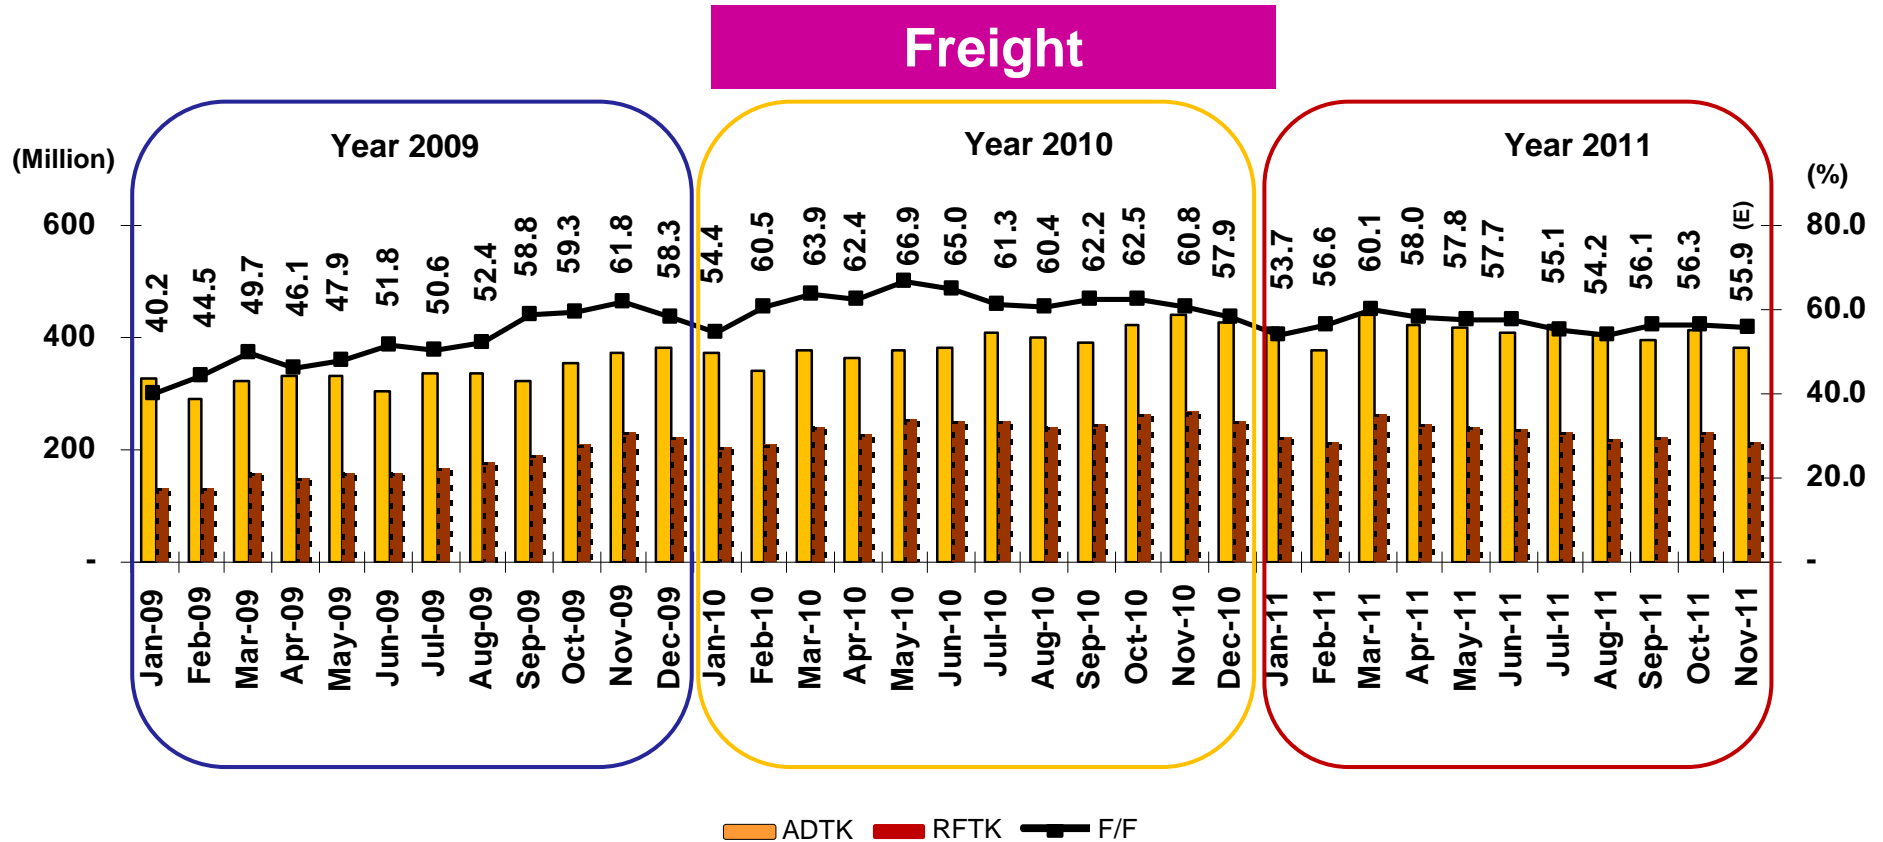 Freight
Year 2009
Year 2010
Year 2011
(Million)
(%)
600
400
200
-
80.0
60.0
40.0
20.0
-
40.2
44.5
49.7
46.1
47.9
51.8
50.6
52.4
58.8
59.3
61.8
58.3
54.4
60.5
63.9
62.4
66.9
65.0
61.3
60.4
62.2
62.5
60.8
57.9
53.7
56.6
60.1
58.0
57.8
57.7
55.1
54.2
56.1
56.3
55.9 (E)
Jan-09
Feb-09
Mar-09
Apr-09
May-09
Jun-09
Jul-09
Aug-09
Sep-09
Oct-09
Nov-09
Dec-09
Jan-10
Feb-10
Mar-10
Apr-10
May-10
Jun-10
Jul-10
Aug-10
Sep-10
Oct-10
Nov-10
Dec-10
Jan-11
Feb-11
Mar-11
Apr-11
May-11
Jun-11
Jul-11
Aug-11
Sep-11
Oct-11
Nov-11
ADTK
RFTK
F/F